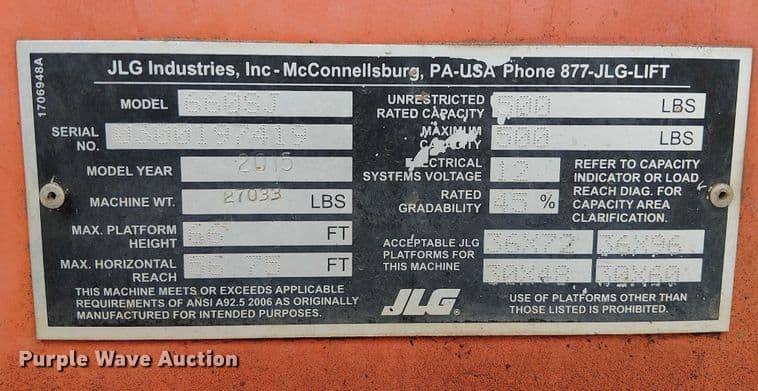 1706948A
JLG Industries, Inc - McConnellsburg, PA-USA Phone 877-JLG-LIFT
MODEL 660SJ
SERIAL NO. 0300197419
MODEL YEAR 2015
MACHINE WT. 27033 LBS
MAX. PLATFORM HEIGHT 66 FT
MAX. HORIZONTAL REACH FT
THIS MACHINE MEETS OR EXCEEDS APPLICABLE
REQUIREMENTS OF ANSI A92.5 2006 AS ORIGINALLY
MANUFACTURED FOR INTENDED PURPOSES.
UNRESTRICTED RATED CAPACITY 500 LBS
MAXIMUM CAPACITY LBS
ELECTRICAL SYSTEMS VOLTAGE 12
RATED GRADABILITY 45 %
REFER TO CAPACITY
INDICATOR OR LOAD
REACH DIAG. FOR
CAPACITY AREA
CLARIFICATION.
ACCEPTABLE JLG
PLATFORMS FOR
THIS MACHINE
36X72 36X96
30X48 30X60
JLG®
USE OF PLATFORMS OTHER THAN
THOSE LISTED IS PROHIBITED.
Purple Wave Auction